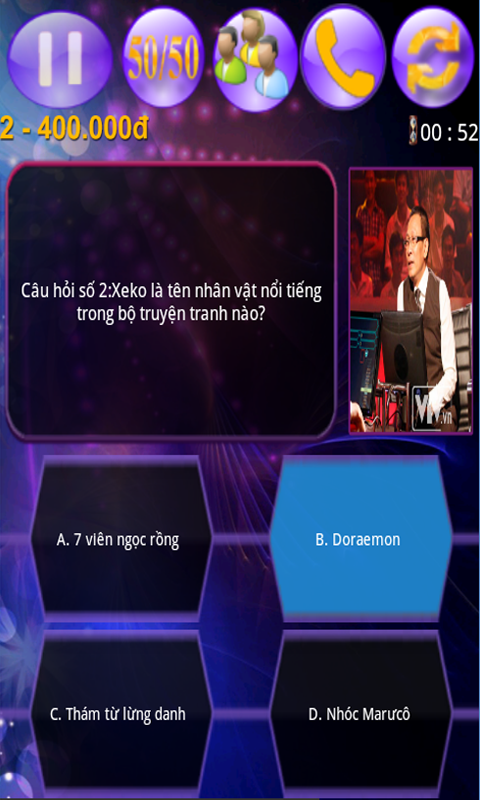 50/50
2 - 400.000đ
00 : 52
Câu hỏi số 2:Xeko là tên nhân vật nổi tiếng
trong bộ truyện tranh nào?
VTV.vn
A. 7 viên ngọc rồng
B. Doraemon
C. Thám từ lừng danh
D. Nhóc Marưcô